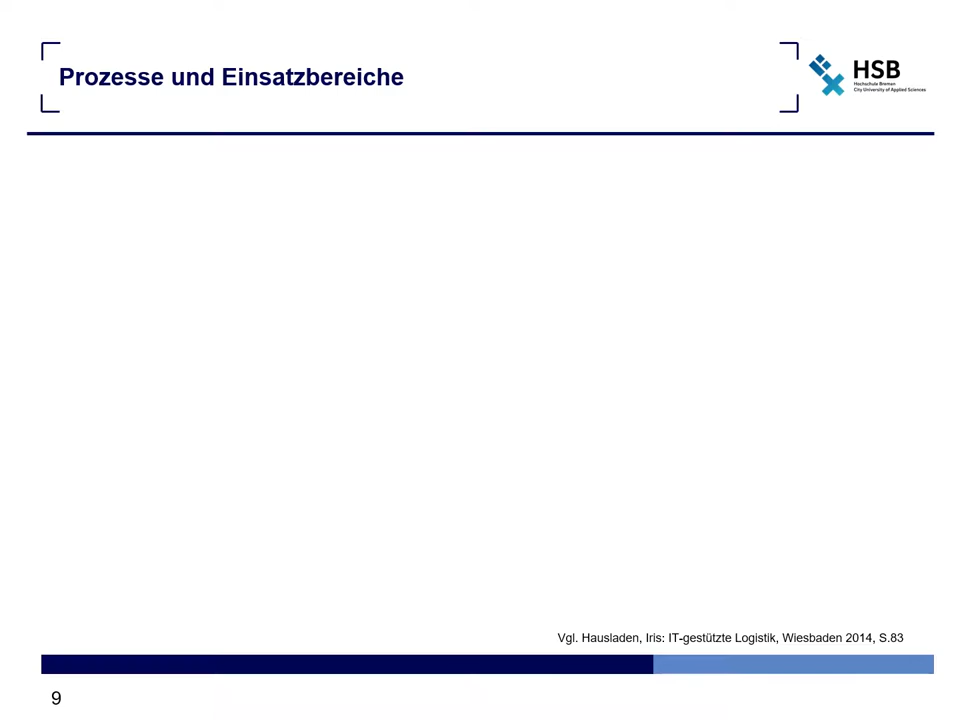 Prozesse und Einsatzbereiche
HSB
Hochschule Bremen
City University of Applied Sciences
Vgl. Hausladen, Iris: IT-gestützte Logistik, Wiesbaden 2014, S.83
9